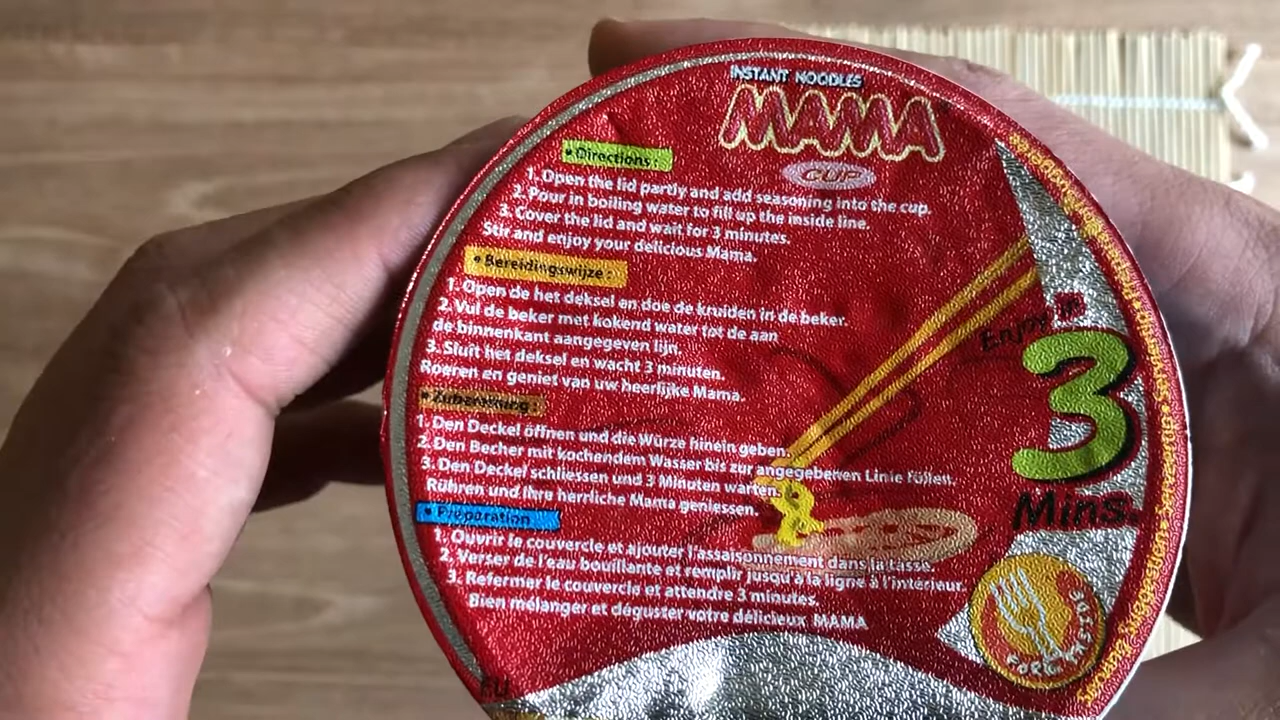 INSTANT NOODLES
MAMA
CUP
• Directions :
1. Open the lid partly and add seasoning into the cup.
2. Pour in boiling water to fill up the inside line.
3. Cover the lid and wait for 3 minutes.
Stir and enjoy your delicious Mama.
• Bereidingswijze :
1. Open de het deksel en doe de kruiden in de beker.
2. Vul de beker met kokend water tot de aan
de binnenkant aangegeven lijn.
3. Sluit het deksel en wacht 3 minuten.
Roeren en geniet van uw heerlijke Mama.
• Zubereitung :
1. Den Deckel öffnen und die Würze hinein geben.
2. Den Becher mit kochendem Wasser bis zur angegebenen Linie füllen.
3. Den Deckel schliessen und 3 Minuten warten.
Rühren und Ihre herrliche Mama geniessen.
• Préparation
1. Ouvrir le couvercle et ajouter l'assaisonnement dans la tasse.
2. Verser de l'eau bouillante et remplir jusqu'à la ligne à l'intérieur.
3. Refermer le couvercle et attendre 3 minutes.
Bien mélanger et déguster votre délicieux MAMA
Enjoy in
3
Mins.
FORK INSIDE
EU